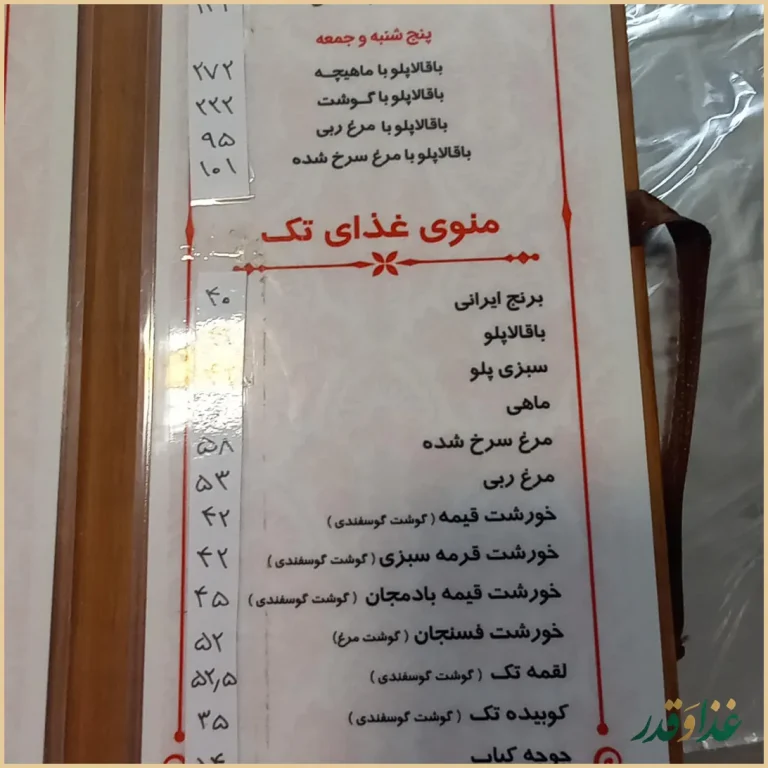 پنج شنبه و جمعه
باقالاپلو با ماهیچه ۲۷۲
باقالاپلو با گوشت ۲۲۲
باقالاپلو با مرغ ربی ۹۵
باقالاپلو با مرغ سرخ شده ۱۰۱
منوی غذای تک
برنج ایرانی ۴۰
باقالاپلو
سبزی پلو
ماهی
مرغ سرخ شده ۵۸
مرغ ربی ۵۳
خورشت قیمه (گوشت گوسفندی) ۴۲
خورشت قرمه سبزی (گوشت گوسفندی) ۴۲
خورشت قیمه بادمجان (گوشت گوسفندی) ۴۵
خورشت فسنجان (گوشت مرغ) ۵۲
لقمه تک (گوشت گوسفندی) ۵۲٫۵
کوبیده تک (گوشت گوسفندی) ۳۵
جوجه کباب
غذا و قدر